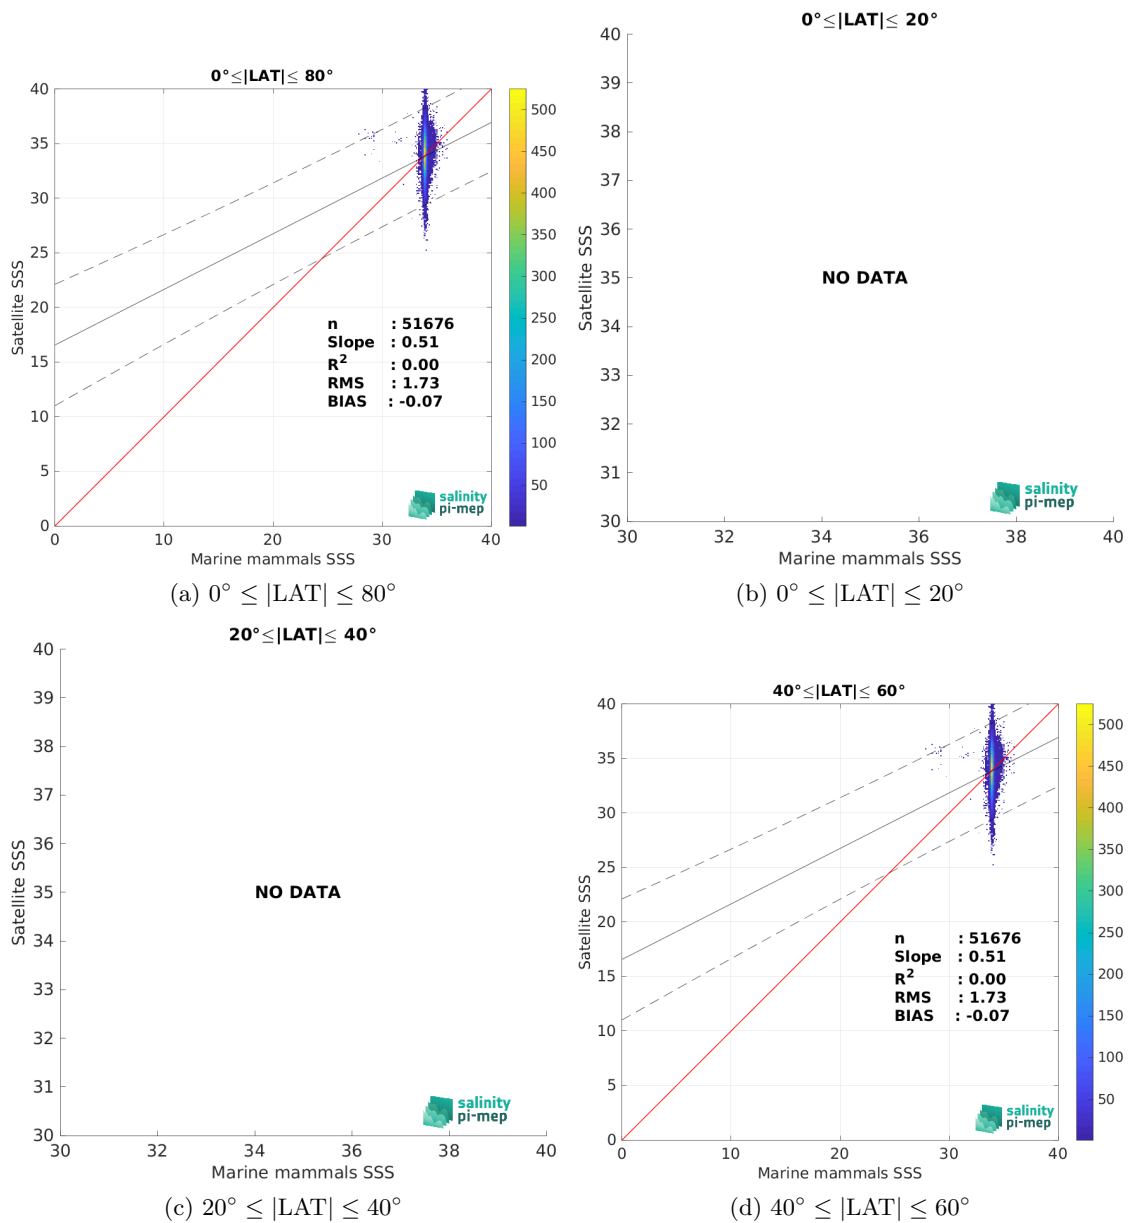 0°≤|LAT|≤ 80°
40
35
30
25
20
15
10
5
0
Satellite SSS
0
10
20
30
40
Marine mammals SSS
n : 51676
Slope : 0.51
R² : 0.00
RMS : 1.73
BIAS : -0.07
salinity
pi-mep
500
450
400
350
300
250
200
150
100
50
(a) 0° ≤ |LAT| ≤ 80°
0°≤|LAT|≤ 20°
40
39
38
37
36
35
34
33
32
31
30
Satellite SSS
NO DATA
salinity
pi-mep
30
32
34
36
38
40
Marine mammals SSS
(b) 0° ≤ |LAT| ≤ 20°
20°≤|LAT|≤ 40°
40
39
38
37
36
35
34
33
32
31
30
Satellite SSS
NO DATA
salinity
pi-mep
30
32
34
36
38
40
Marine mammals SSS
(c) 20° ≤ |LAT| ≤ 40°
40°≤|LAT|≤ 60°
40
35
30
25
20
15
10
5
0
Satellite SSS
n : 51676
Slope : 0.51
R² : 0.00
RMS : 1.73
BIAS : -0.07
salinity
pi-mep
0
10
20
30
40
Marine mammals SSS
500
450
400
350
300
250
200
150
100
50
(d) 40° ≤ |LAT| ≤ 60°